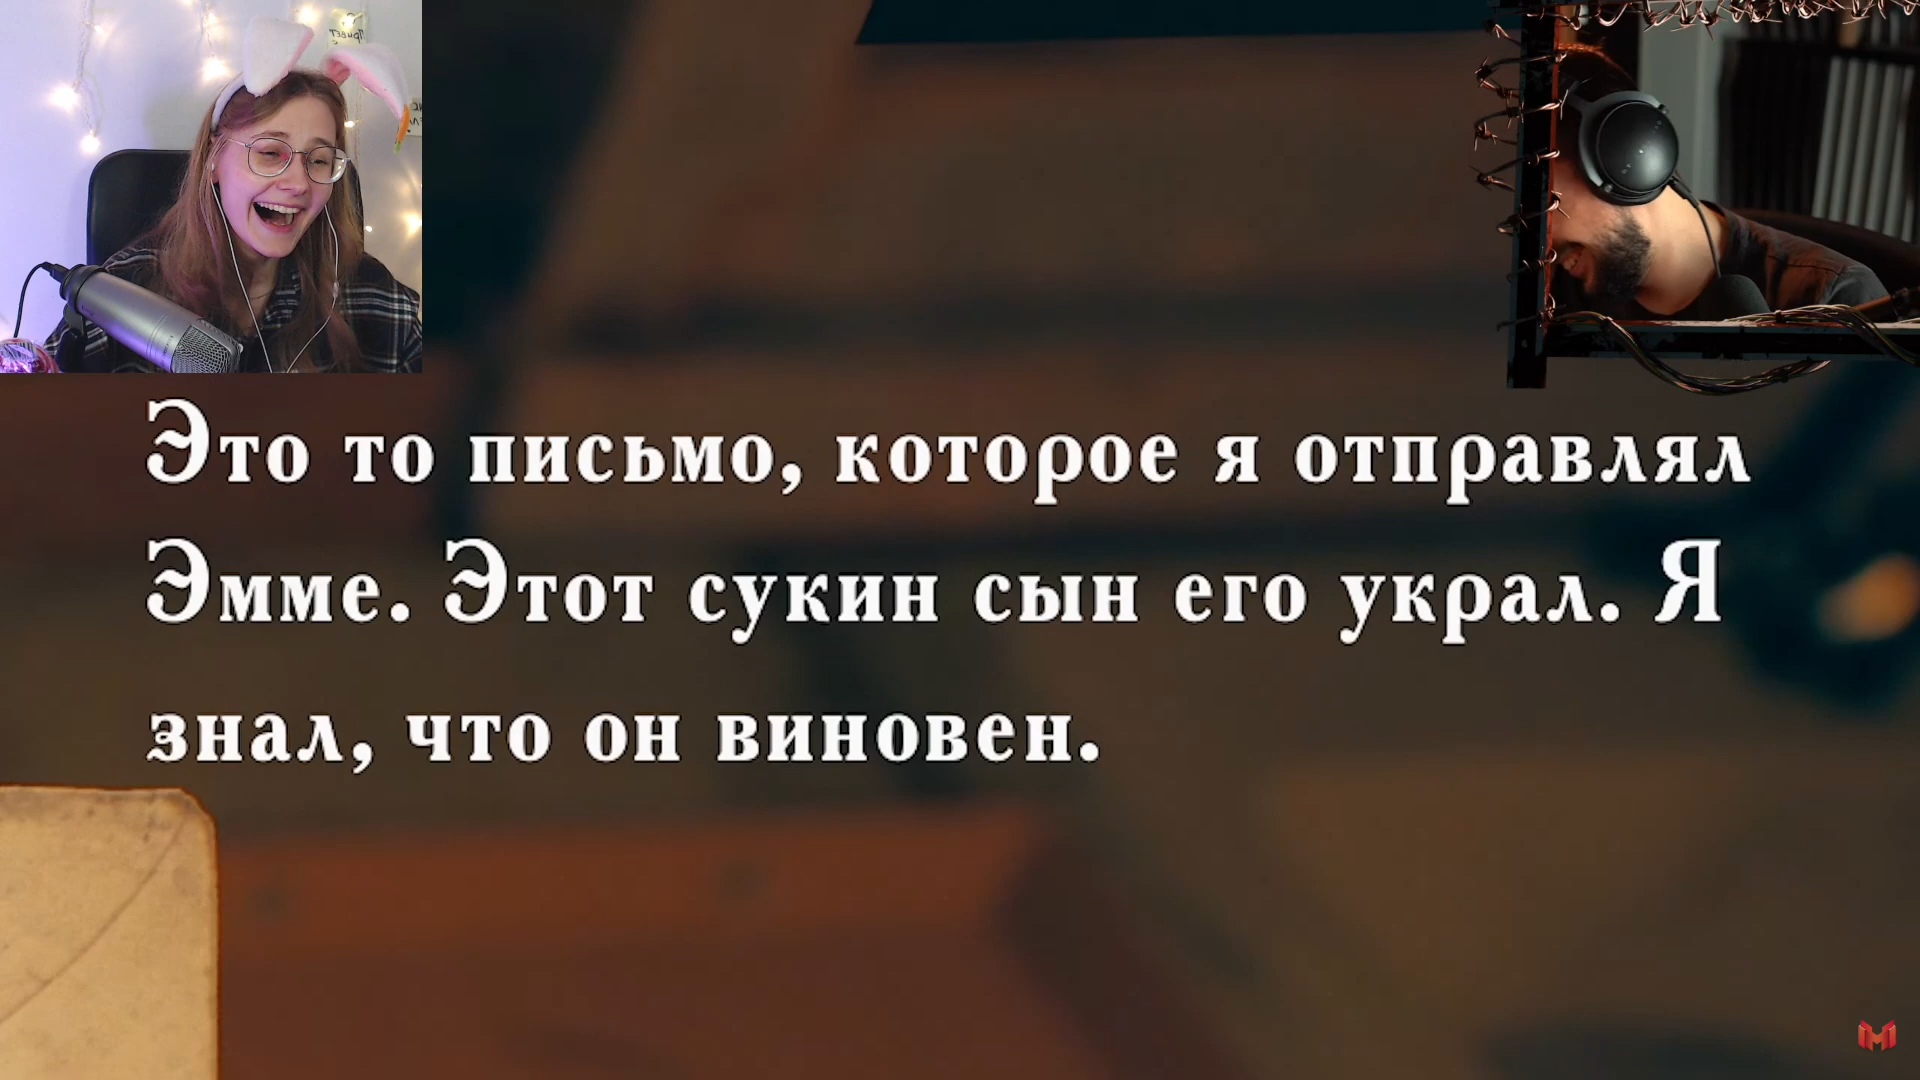 Это то письмо, которое я отправлял
Эмме. Этот сукин сын его украл. Я
знал, что он виновен.